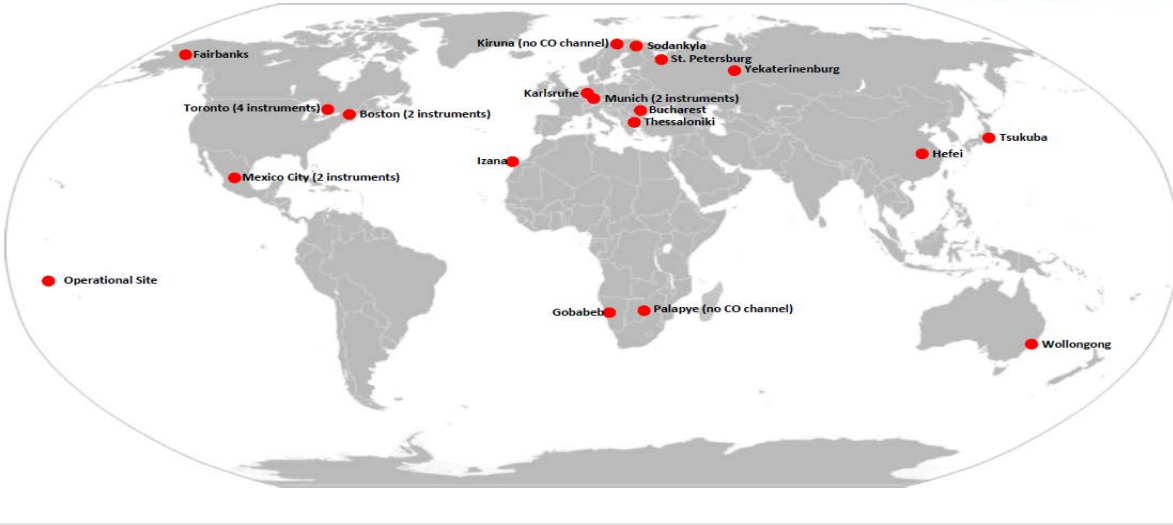 Kiruna (no CO channel)
Sodankyla
Fairbanks
St. Petersburg
Yekaterinenburg
Karlsruhe
Munich (2 instruments)
Toronto (4 instruments)
Boston (2 instruments)
Bucharest
Thessaloniki
Tsukuba
Hefei
Izana
Mexico City (2 instruments)
Operational Site
Gobabeb
Palapye (no CO channel)
Wollongong